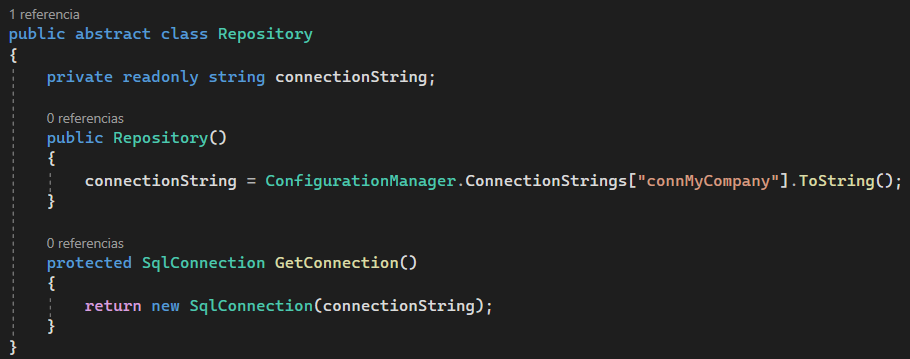 1 referencia
public abstract class Repository
{
private readonly string connectionString;
0 referencias
public Repository()
{
connectionString = ConfigurationManager.ConnectionStrings["connMyCompany"].ToString();
}
0 referencias
protected SqlConnection GetConnection()
{
return new SqlConnection(connectionString);
}
}